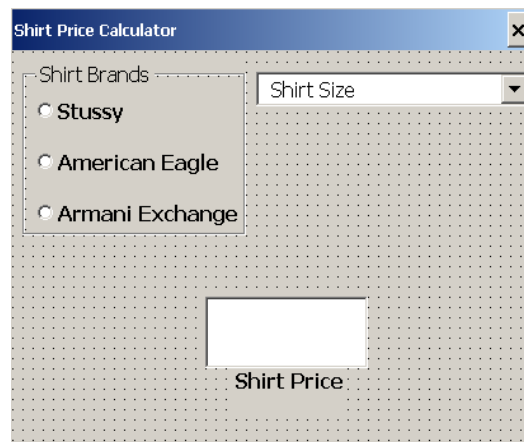 Shirt Price Calculator
Shirt Brands
Shirt Size
Stussy
American Eagle
Armani Exchange
Shirt Price